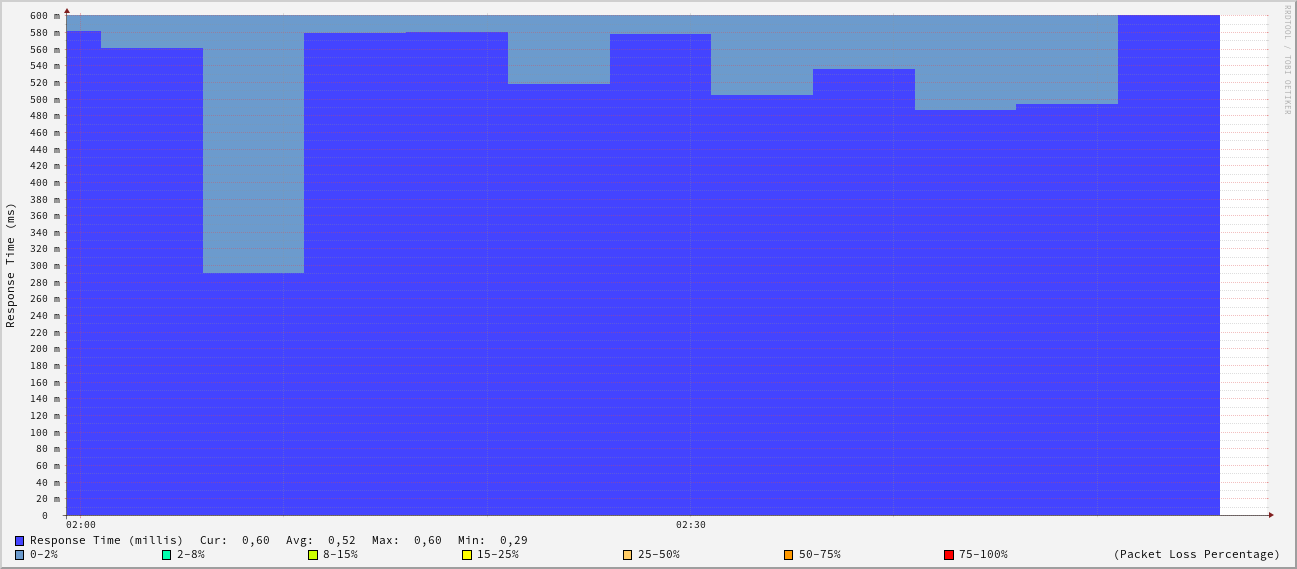 RRDTOOL / TOBI OETIKER
Response Time (ms)
600 m
580 m
560 m
540 m
520 m
500 m
480 m
460 m
440 m
420 m
400 m
380 m
360 m
340 m
320 m
300 m
280 m
260 m
240 m
220 m
200 m
180 m
160 m
140 m
120 m
100 m
80 m
60 m
40 m
20 m
0
02:00 02:30
Response Time (millis) Cur: 0,60 Avg: 0,52 Max: 0,60 Min: 0,29
0-2% 2-8% 8-15% 15-25% 25-50% 50-75% 75-100% (Packet Loss Percentage)